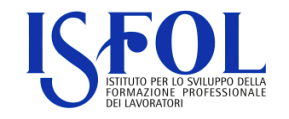 ISFOL
ISTITUTO PER LO SVILUPPO DELLA
FORMAZIONE PROFESSIONALE
DEI LAVORATORI